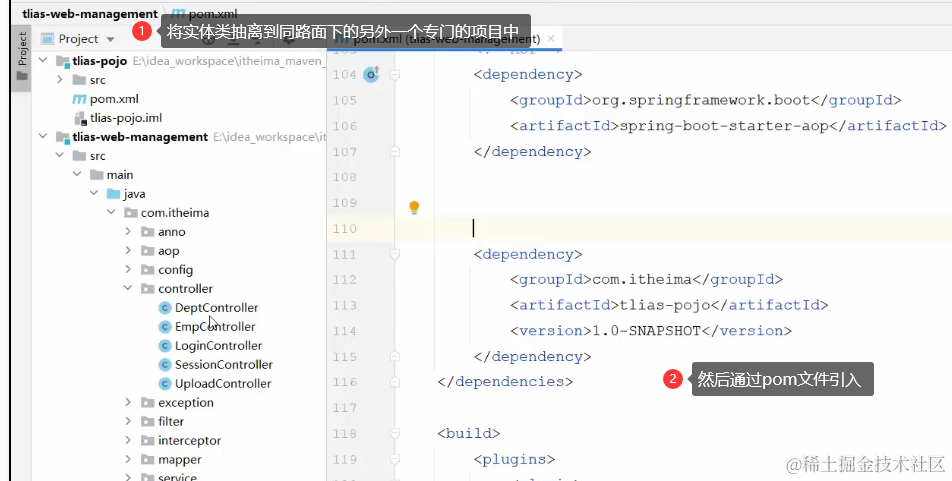 tlias-web-management pom.xml
1 将实体类抽离到同路面下的另外一个专门的项目中
Project
Project
pom.xml (tlias-web-management)
tlias-pojo E:\idea_workspace\itheima_maven_
src
pom.xml
tlias-pojo.iml
tlias-web-management E:\idea_workspace\it
src
main
java
com.itheima
anno
aop
config
controller
DeptController
EmpController
LoginController
SessionController
UploadController
exception
filter
interceptor
mapper
service
104 <dependency>
105 <groupId>org.springframework.boot</groupId>
106 <artifactId>spring-boot-starter-aop</artifactId>
107 </dependency>
108
109
110
111 <dependency>
112 <groupId>com.itheima</groupId>
113 <artifactId>tlias-pojo</artifactId>
114 <version>1.0-SNAPSHOT</version>
115 </dependency>
116 </dependencies>
2 然后通过pom文件引入
117
118 <build>
119 <plugins>
@稀土掘金技术社区